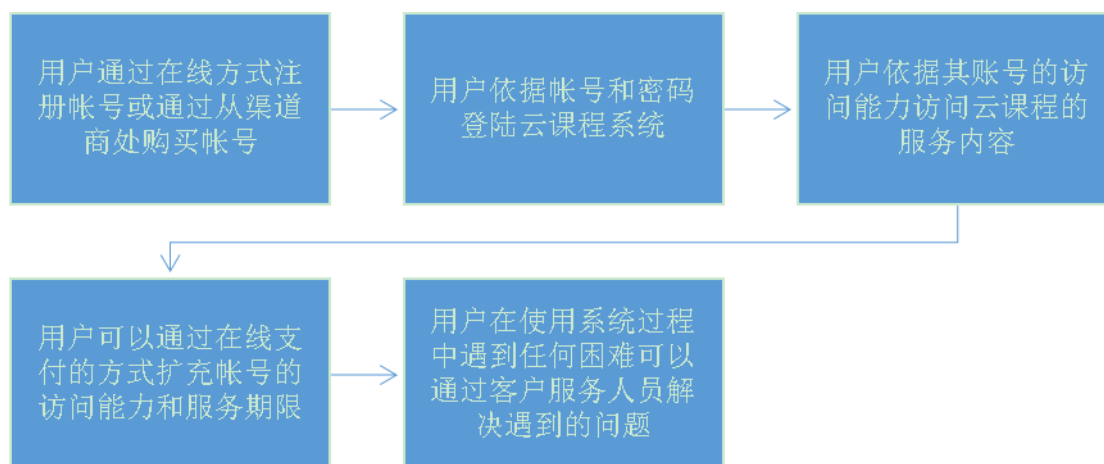 用户通过在线方式注
册帐号或通过从渠道
商处购买帐号
用户依据帐号和密码
登陆云课程系统
用户依据其账号的访
问能力访问云课程的
服务内容
用户可以通过在线支
付的方式扩充帐号的
访问能力和服务期限
用户在使用系统过程
中遇到任何困难可以
通过客户服务人员解
决遇到的问题